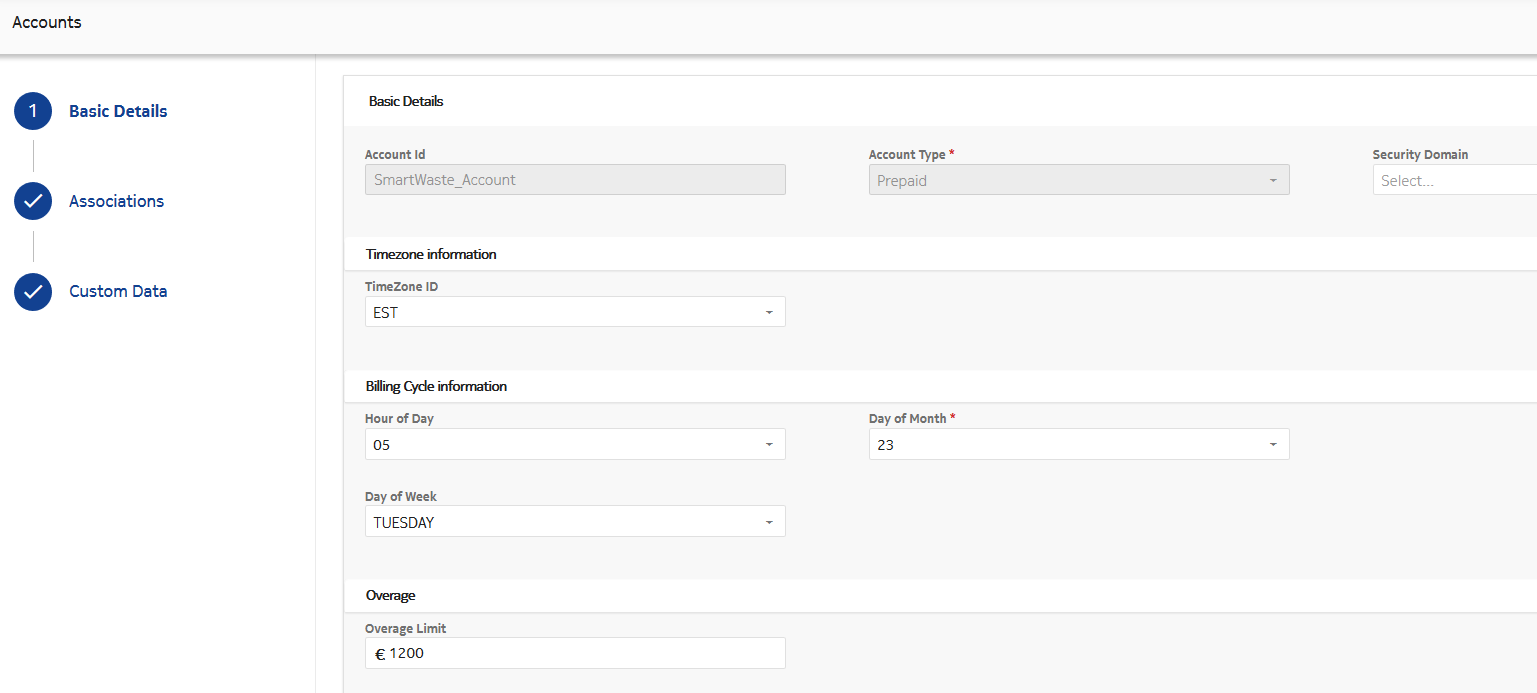 Accounts
1 Basic Details
Associations
Custom Data
Basic Details
Account Id Account Type * Security Domain
SmartWaste_Account Prepaid Select...
Timezone information
TimeZone ID
EST
Billing Cycle information
Hour of Day Day of Month *
05 23
Day of Week
TUESDAY
Overage
Overage Limit
€ 1200